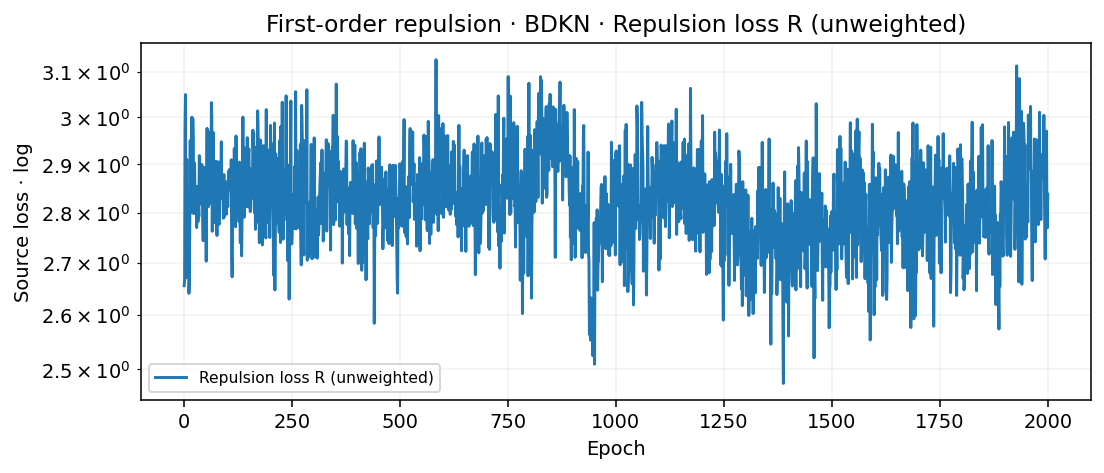 First-order repulsion · BDKN · Repulsion loss R (unweighted)
Source loss · log
3.1 × 10⁰
3 × 10⁰
2.9 × 10⁰
2.8 × 10⁰
2.7 × 10⁰
2.6 × 10⁰
2.5 × 10⁰
Repulsion loss R (unweighted)
0 250 500 750 1000 1250 1500 1750 2000
Epoch